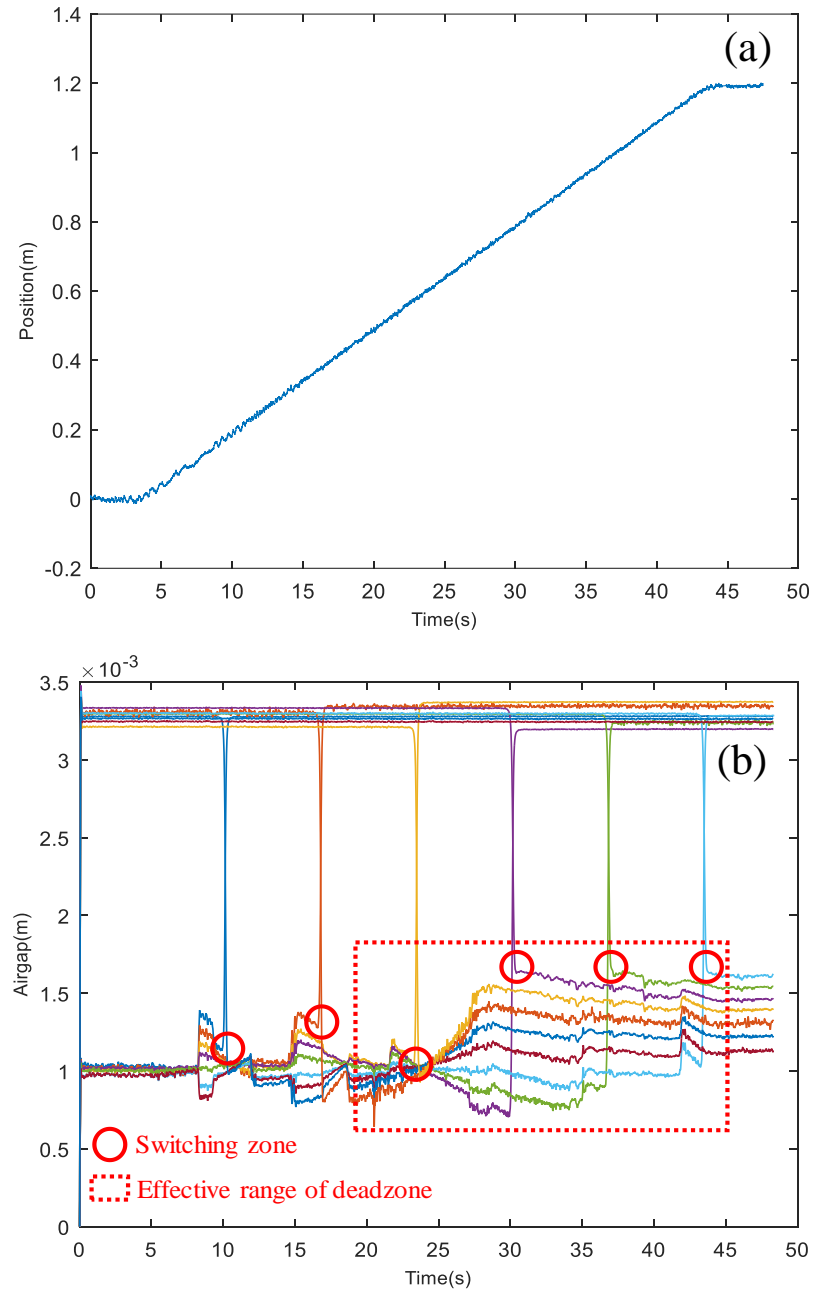 (a)
1.4
1.2
1
0.8
0.6
0.4
0.2
0
-0.2
Position(m)
0 5 10 15 20 25 30 35 40 45 50
Time(s)
×10⁻³
(b)
3.5
3
2.5
2
1.5
1
0.5
0
Airgap(m)
Switching zone
Effective range of deadzone
0 5 10 15 20 25 30 35 40 45 50
Time(s)